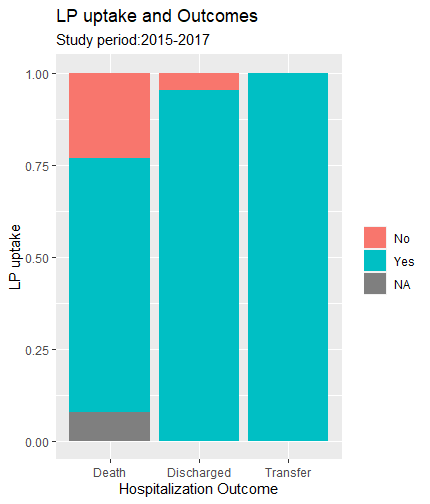 LP uptake and Outcomes
Study period:2015-2017
1.00
0.75
0.50
0.25
0.00
LP uptake
Death
Discharged
Transfer
Hospitalization Outcome
No
Yes
NA